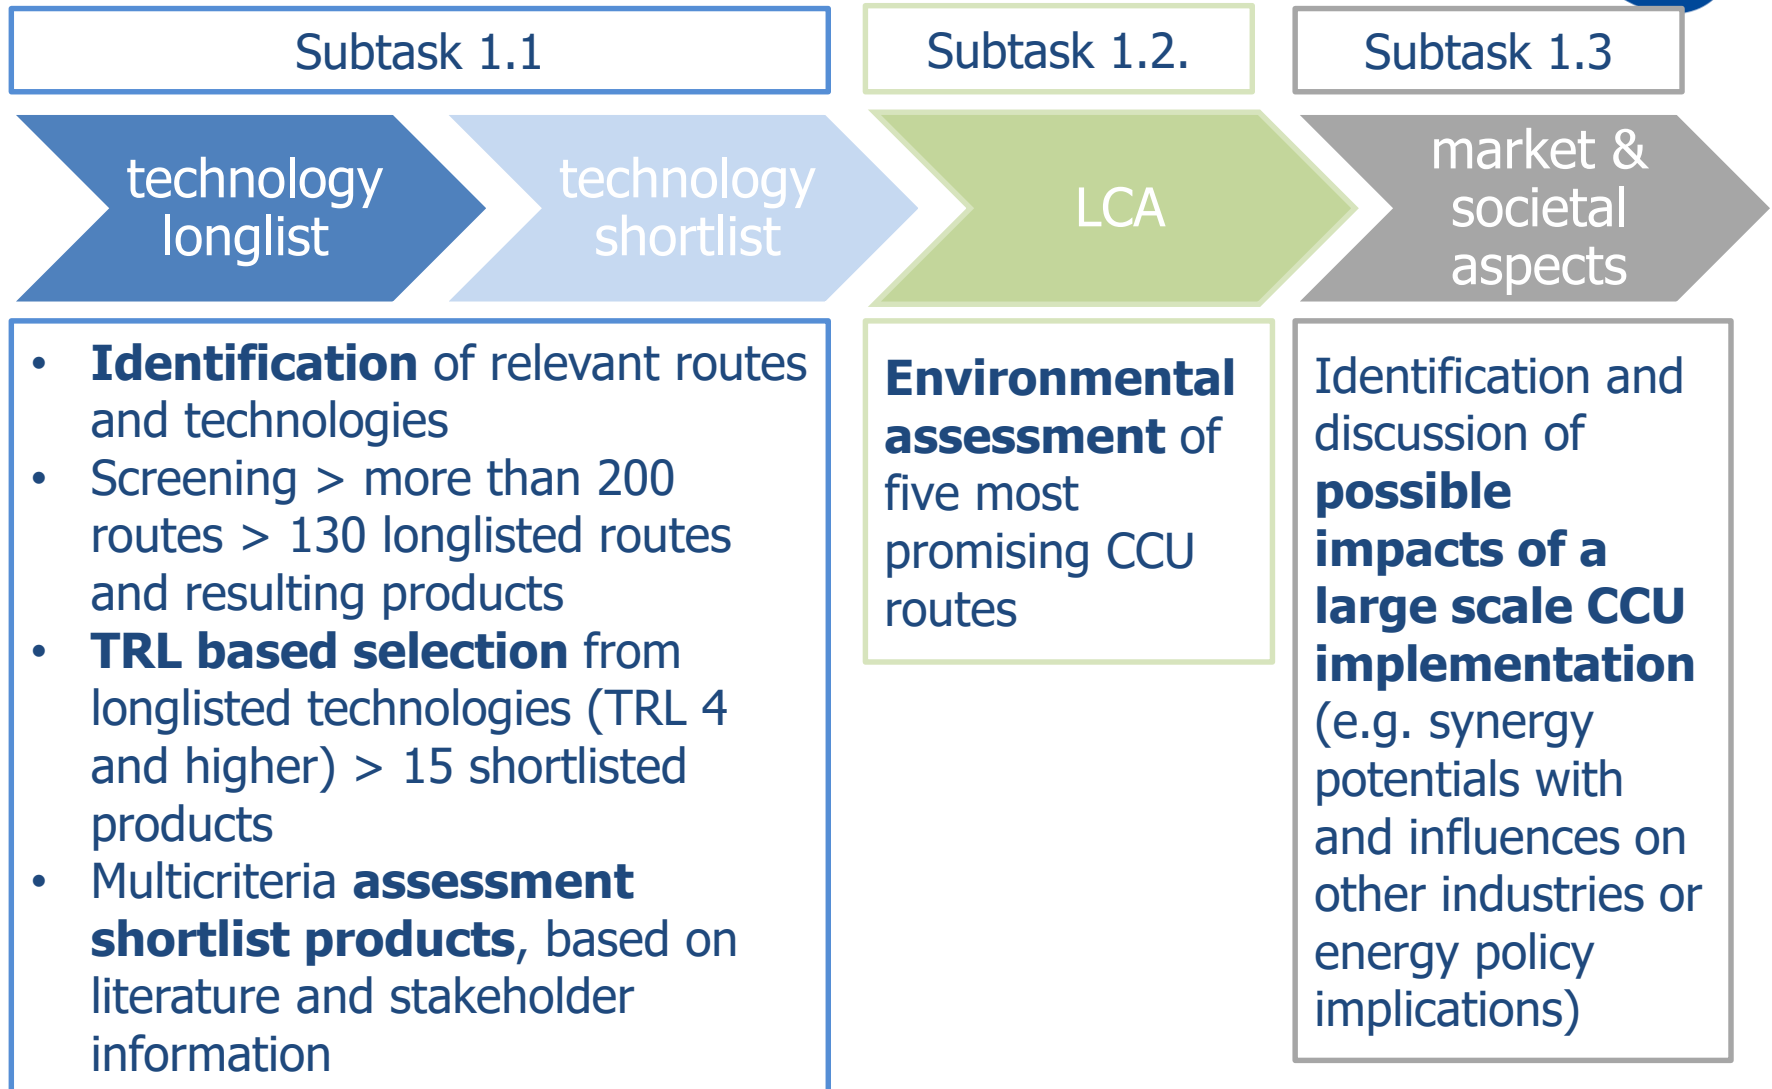 Subtask 1.1
Subtask 1.2.
Subtask 1.3
technology
longlist
technology
shortlist
LCA
market &
societal
aspects
• Identification of relevant routes
and technologies
• Screening > more than 200
routes > 130 longlisted routes
and resulting products
• TRL based selection from
longlisted technologies (TRL 4
and higher) > 15 shortlisted
products
• Multicriteria assessment
shortlist products, based on
literature and stakeholder
information
Environmental
assessment of
five most
promising CCU
routes
Identification and
discussion of
possible
impacts of a
large scale CCU
implementation
(e.g. synergy
potentials with
and influences on
other industries or
energy policy
implications)